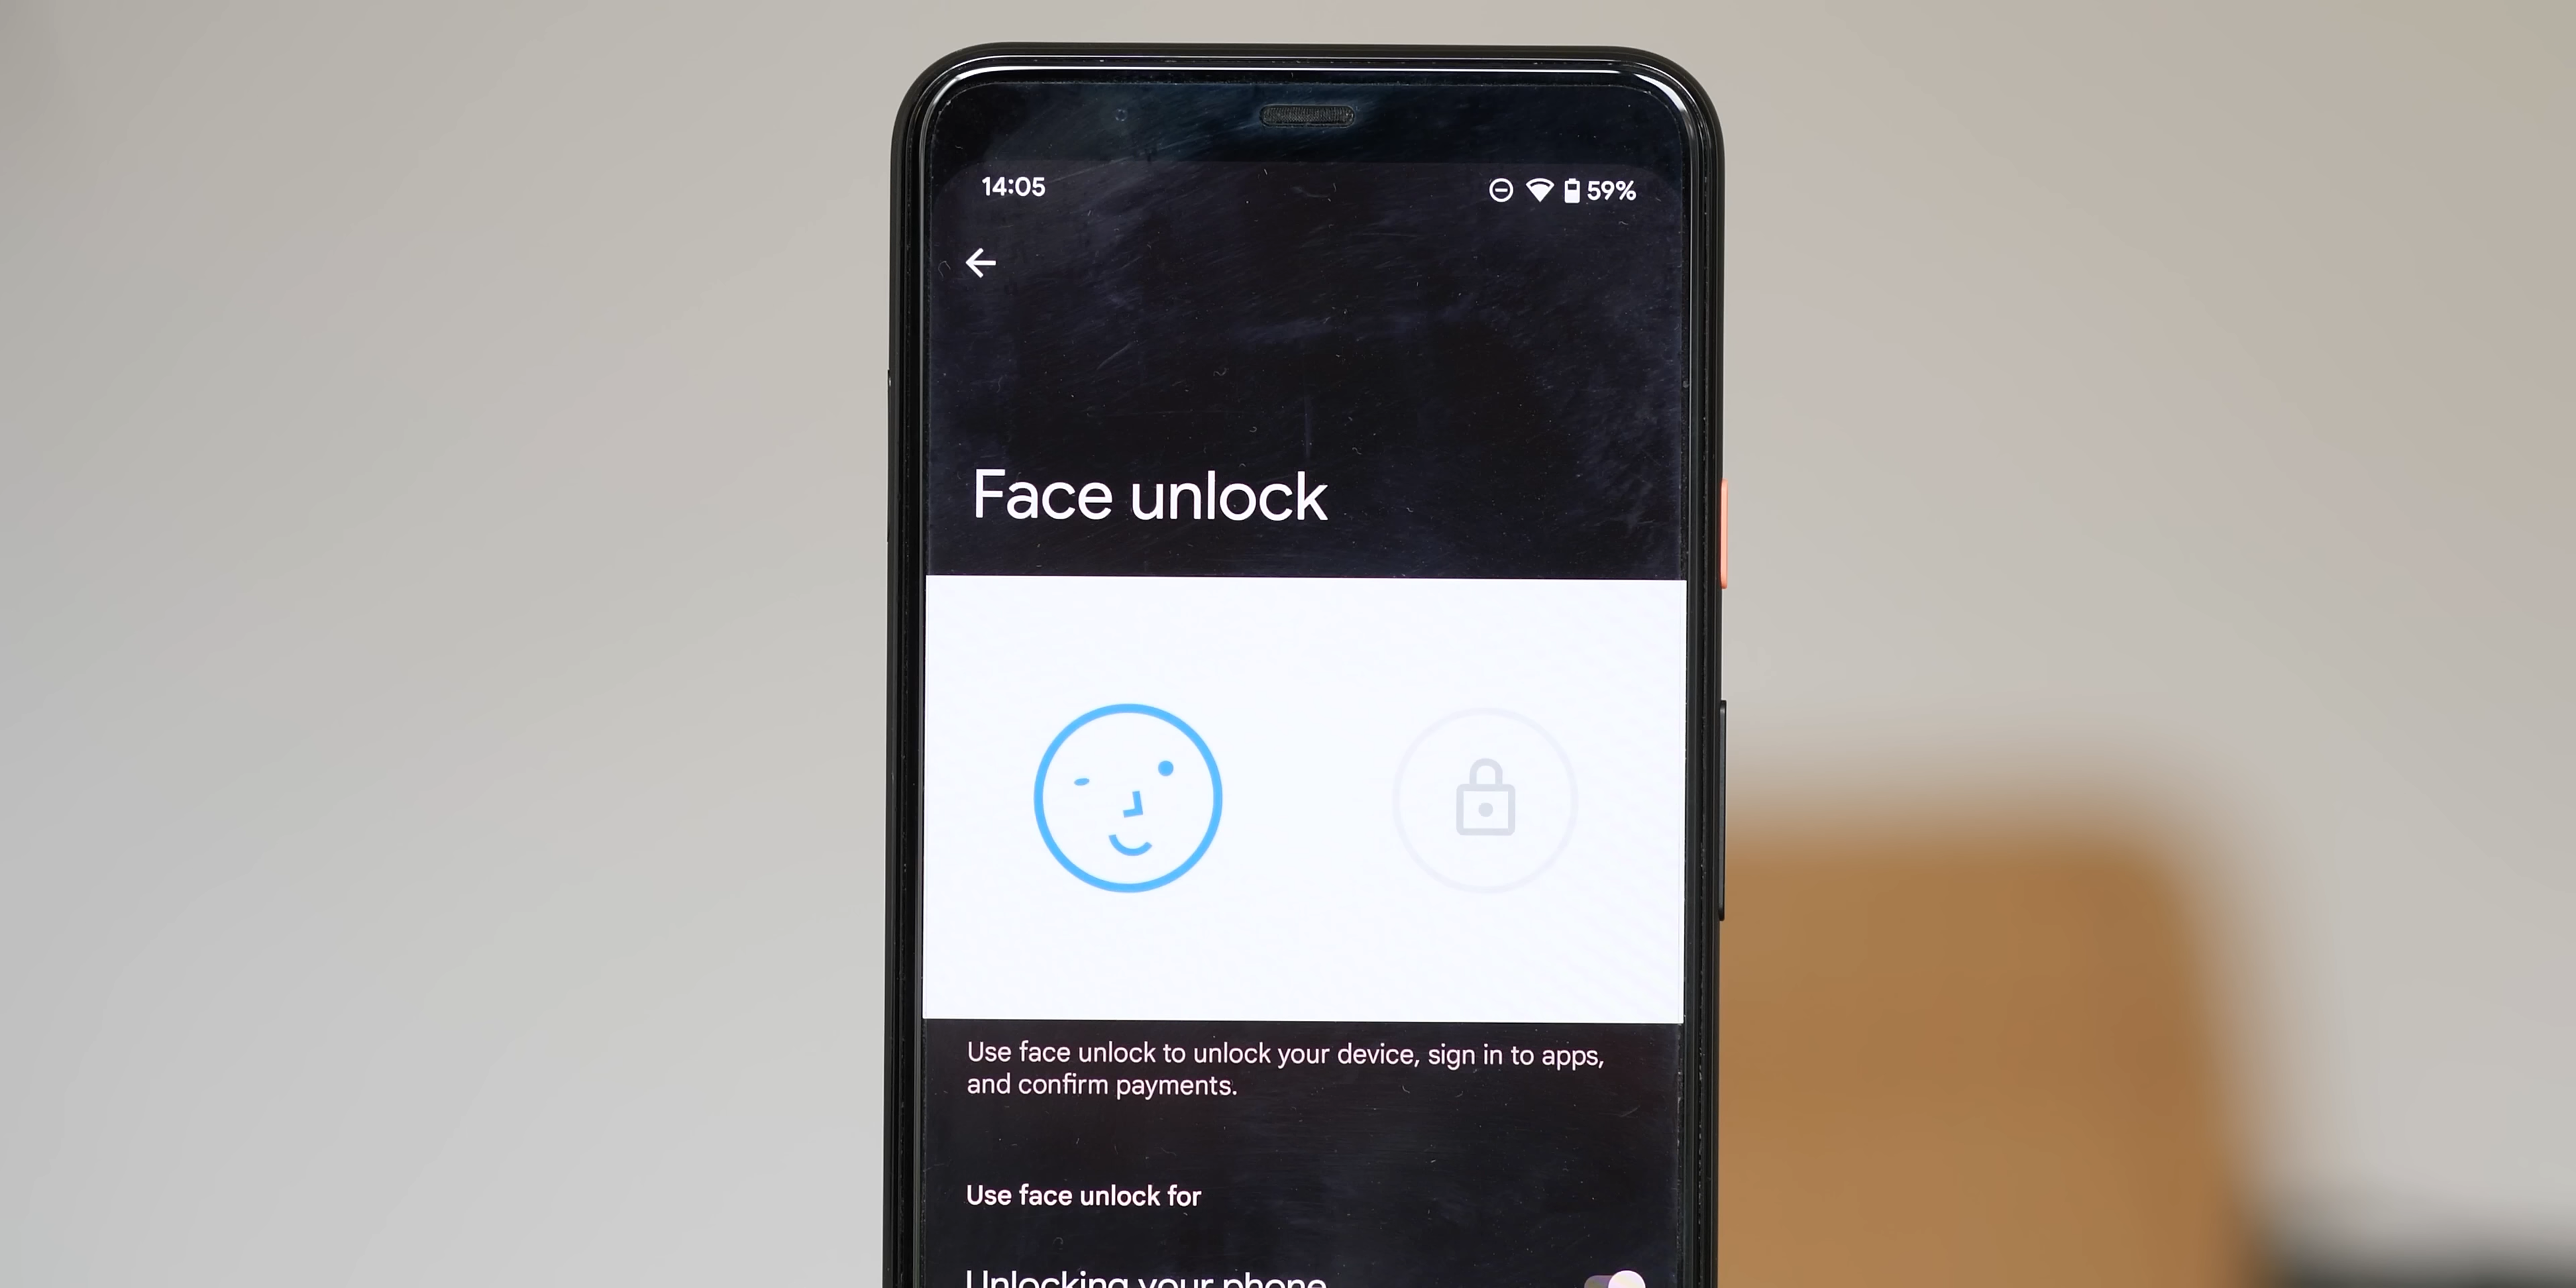 14:05
59%
Face unlock
Use face unlock to unlock your device, sign in to apps,
and confirm payments.
Use face unlock for
Unlocking your phone